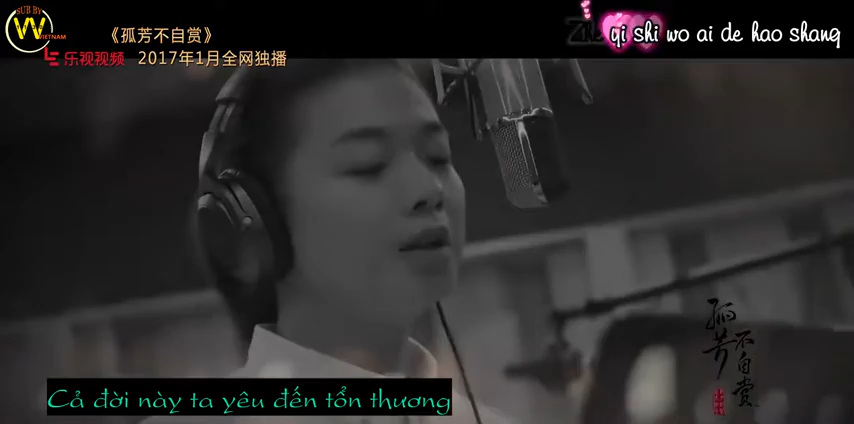 SUB BY
VV
VIETNAM
《孤芳不自赏》
乐视视频 2017年1月全网独播
qi shi wo ai de hao shang
孤芳不自赏
Cả đời này ta yêu đến tổn thương